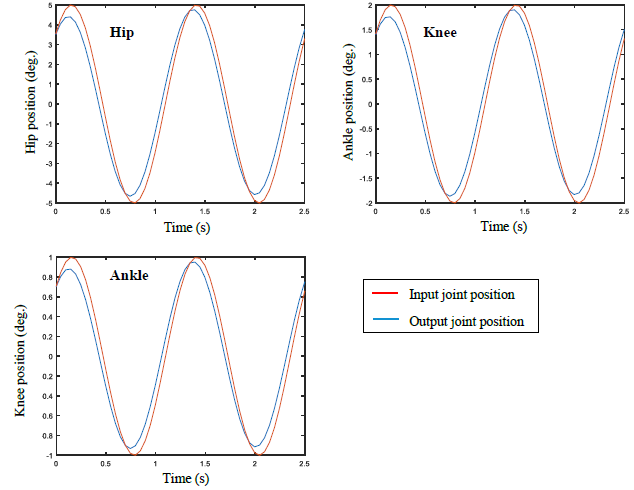 Hip
Hip position (deg.)
5
4
3
2
1
0
-1
-2
-3
-4
-5
0 0.5 1 1.5 2 2.5
Time (s)
Knee
Ankle position (deg.)
2
1.5
1
0.5
0
-0.5
-1
-1.5
-2
0 0.5 1 1.5 2 2.5
Time (s)
Ankle
Knee position (deg.)
1
0.8
0.6
0.4
0.2
0
0.2
0.4
0.6
0.8
-1
0 0.5 1 1.5 2 2.5
Time (s)
Input joint position
Output joint position